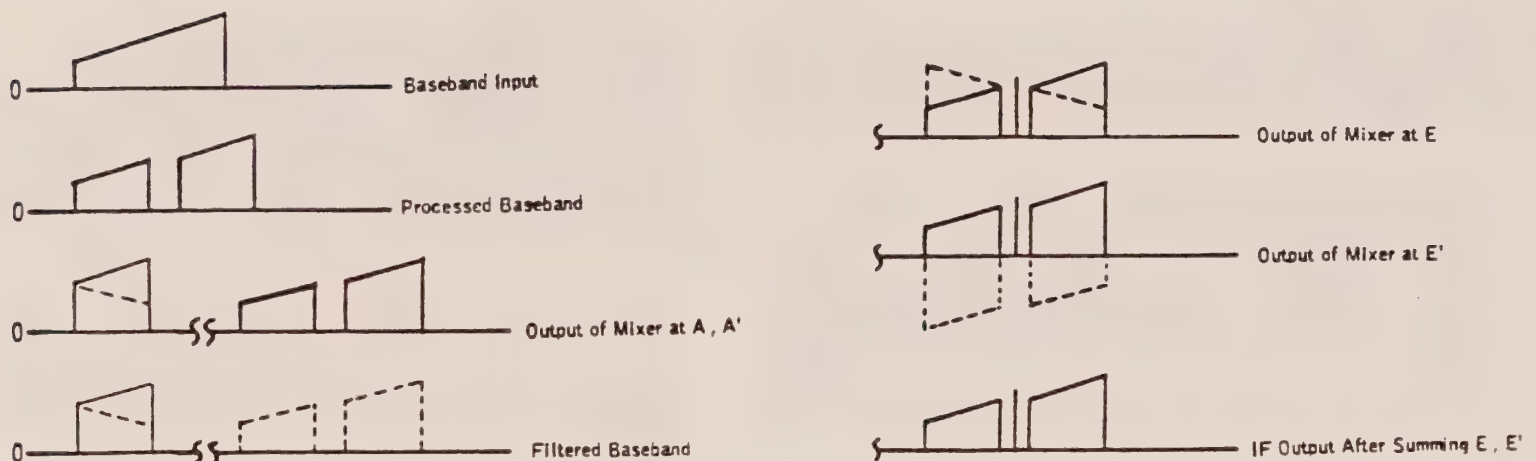 0 Baseband Input
0 Processed Baseband
0 Output of Mixer at A, A'
0 Filtered Baseband
Output of Mixer at E
Output of Mixer at E'
IF Output After Summing E, E'